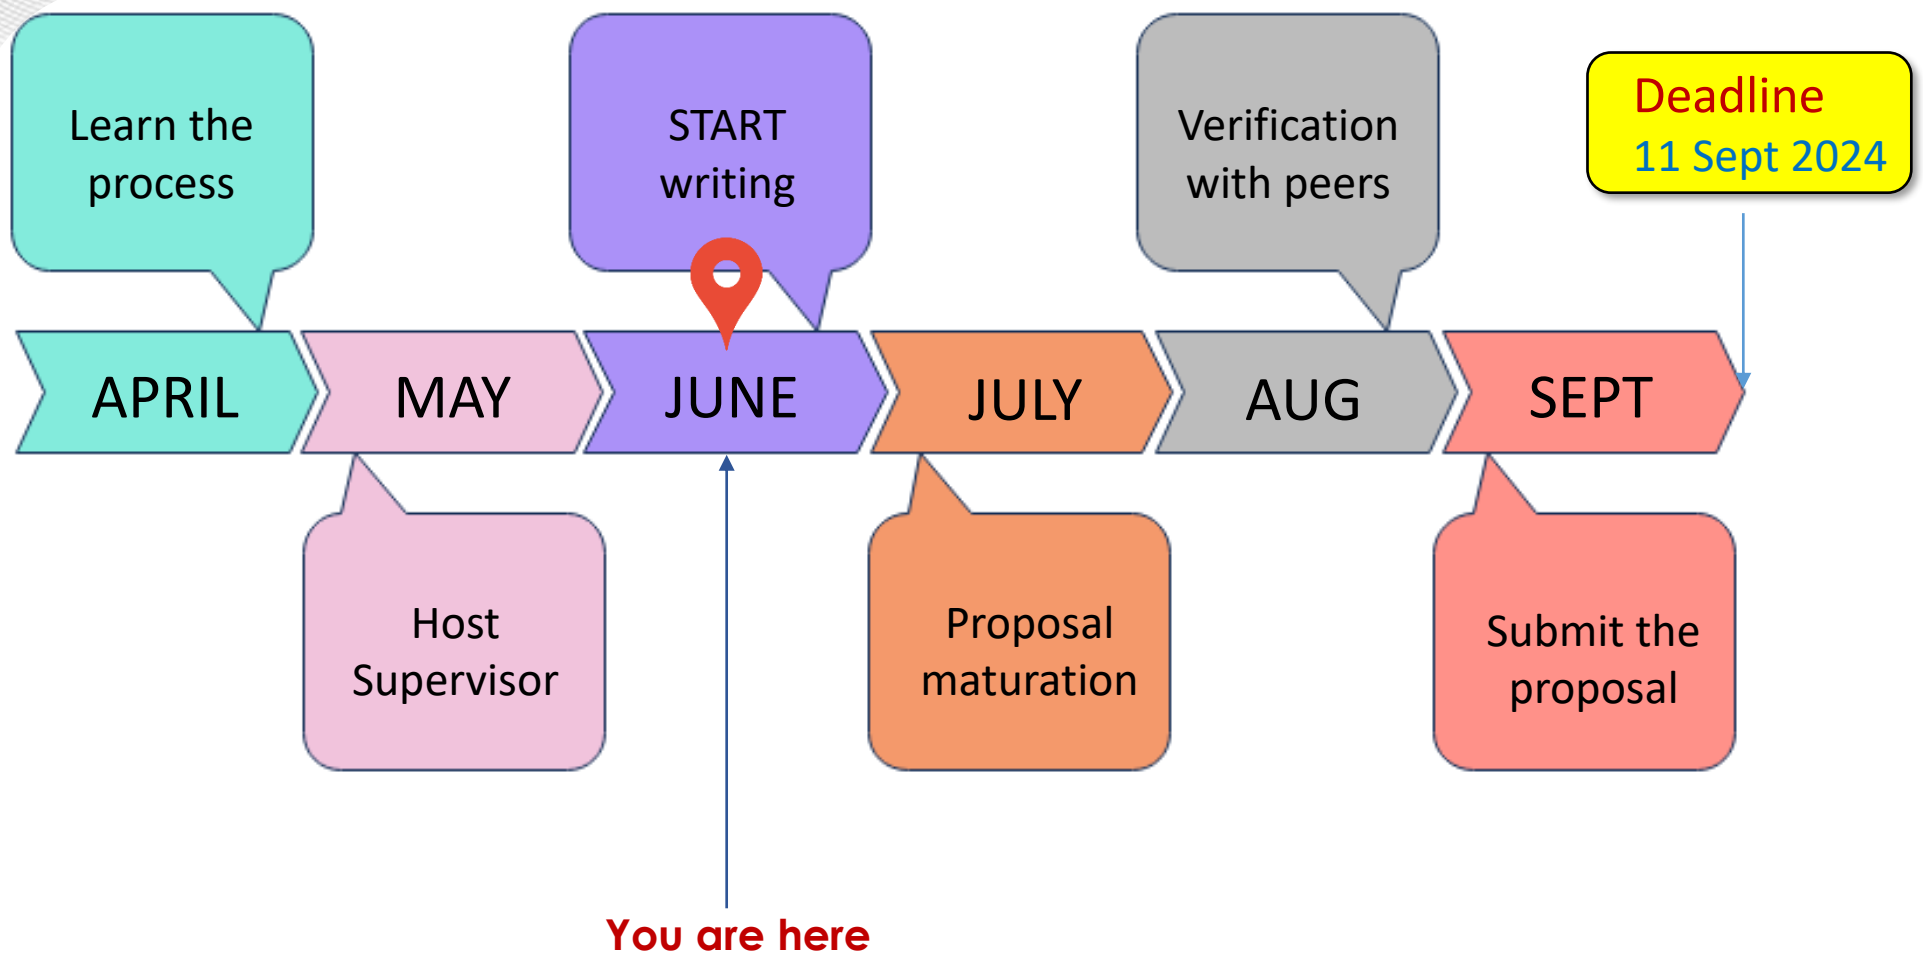 Learn the
process
START
writing
Verification
with peers
Deadline
11 Sept 2024
APRIL
MAY
JUNE
JULY
AUG
SEPT
Host
Supervisor
Proposal
maturation
Submit the
proposal
You are here